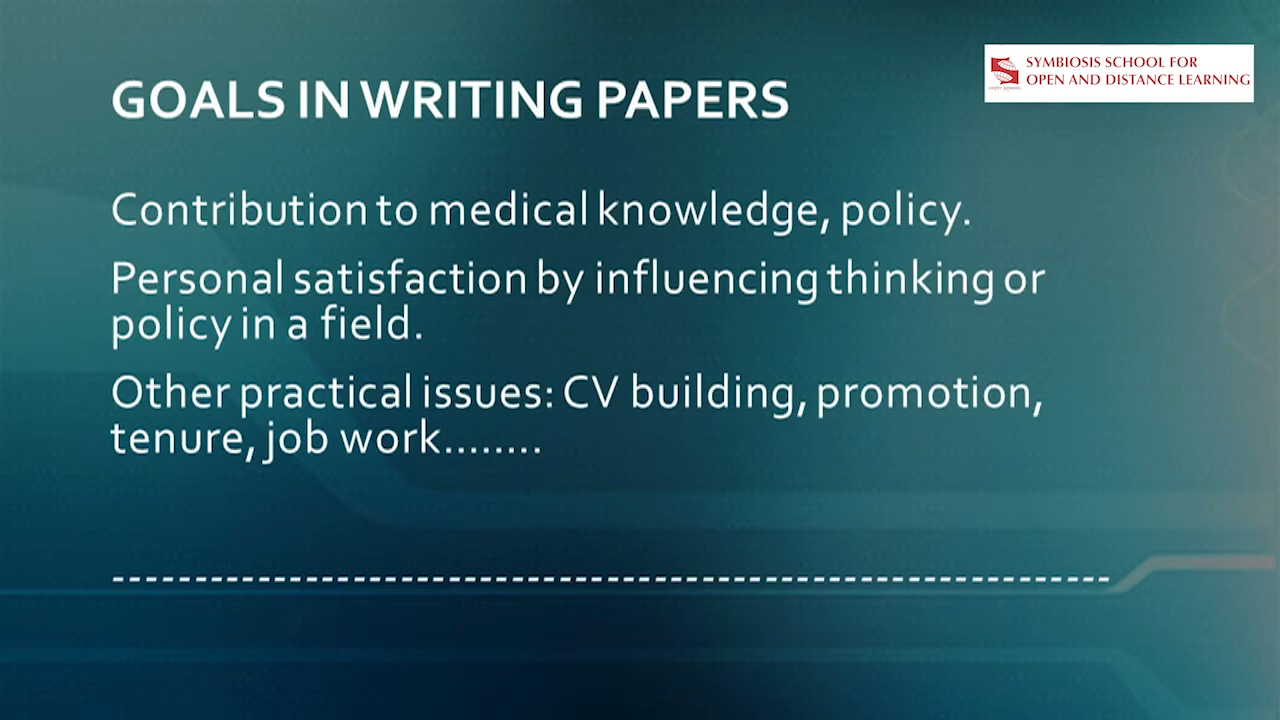 SYMBIOSIS SCHOOL FOR
OPEN AND DISTANCE LEARNING
GOALS IN WRITING PAPERS
Contribution to medical knowledge, policy.
Personal satisfaction by influencing thinking or
policy in a field.
Other practical issues: CV building, promotion,
tenure, job work........
--------------------------------------------------------------